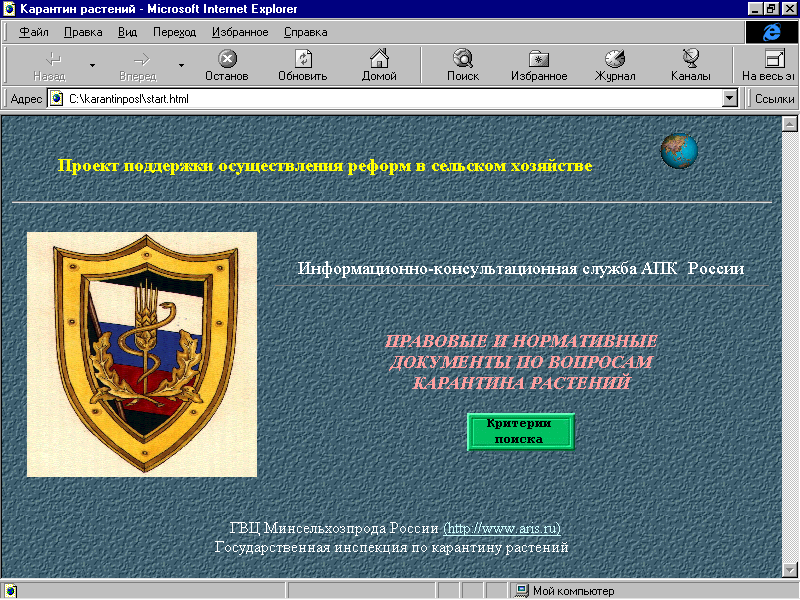 Карантин растений - Microsoft Internet Explorer
Файл Правка Вид Переход Избранное Справка
Назад Вперед Останов Обновить Домой Поиск Избранное Журнал Каналы На весь э
Адрес C:\karantinposl\start.html Ссылки
Проект поддержки осуществления реформ в сельском хозяйстве
Информационно-консультационная служба АПК России
ПРАВОВЫЕ И НОРМАТИВНЫЕ
ДОКУМЕНТЫ ПО ВОПРОСАМ
КАРАНТИНА РАСТЕНИЙ
Критерии
поиска
ГВЦ Минсельхозпрода России (http://www.aris.ru)
Государственная инспекция по карантину растений
Мой компьютер